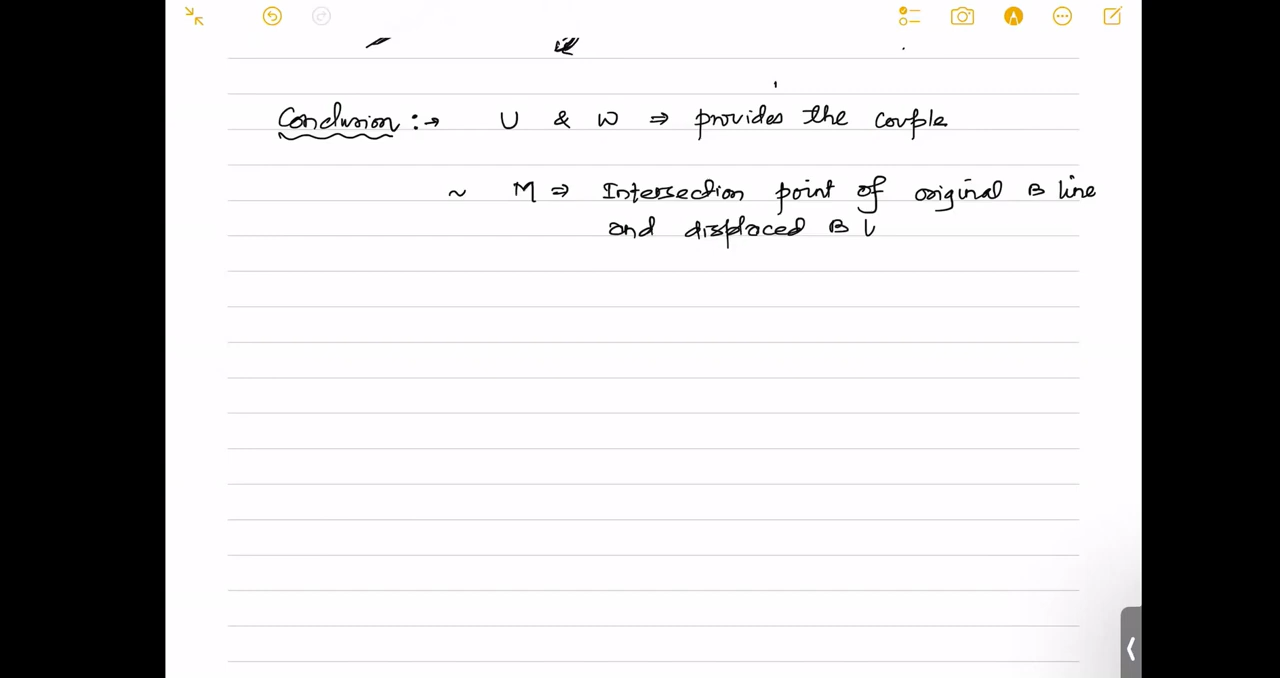 Conclusion :→ U & W ⇒ provides the couple
~ M ⇒ Intersection point of original B line
and displaced B l